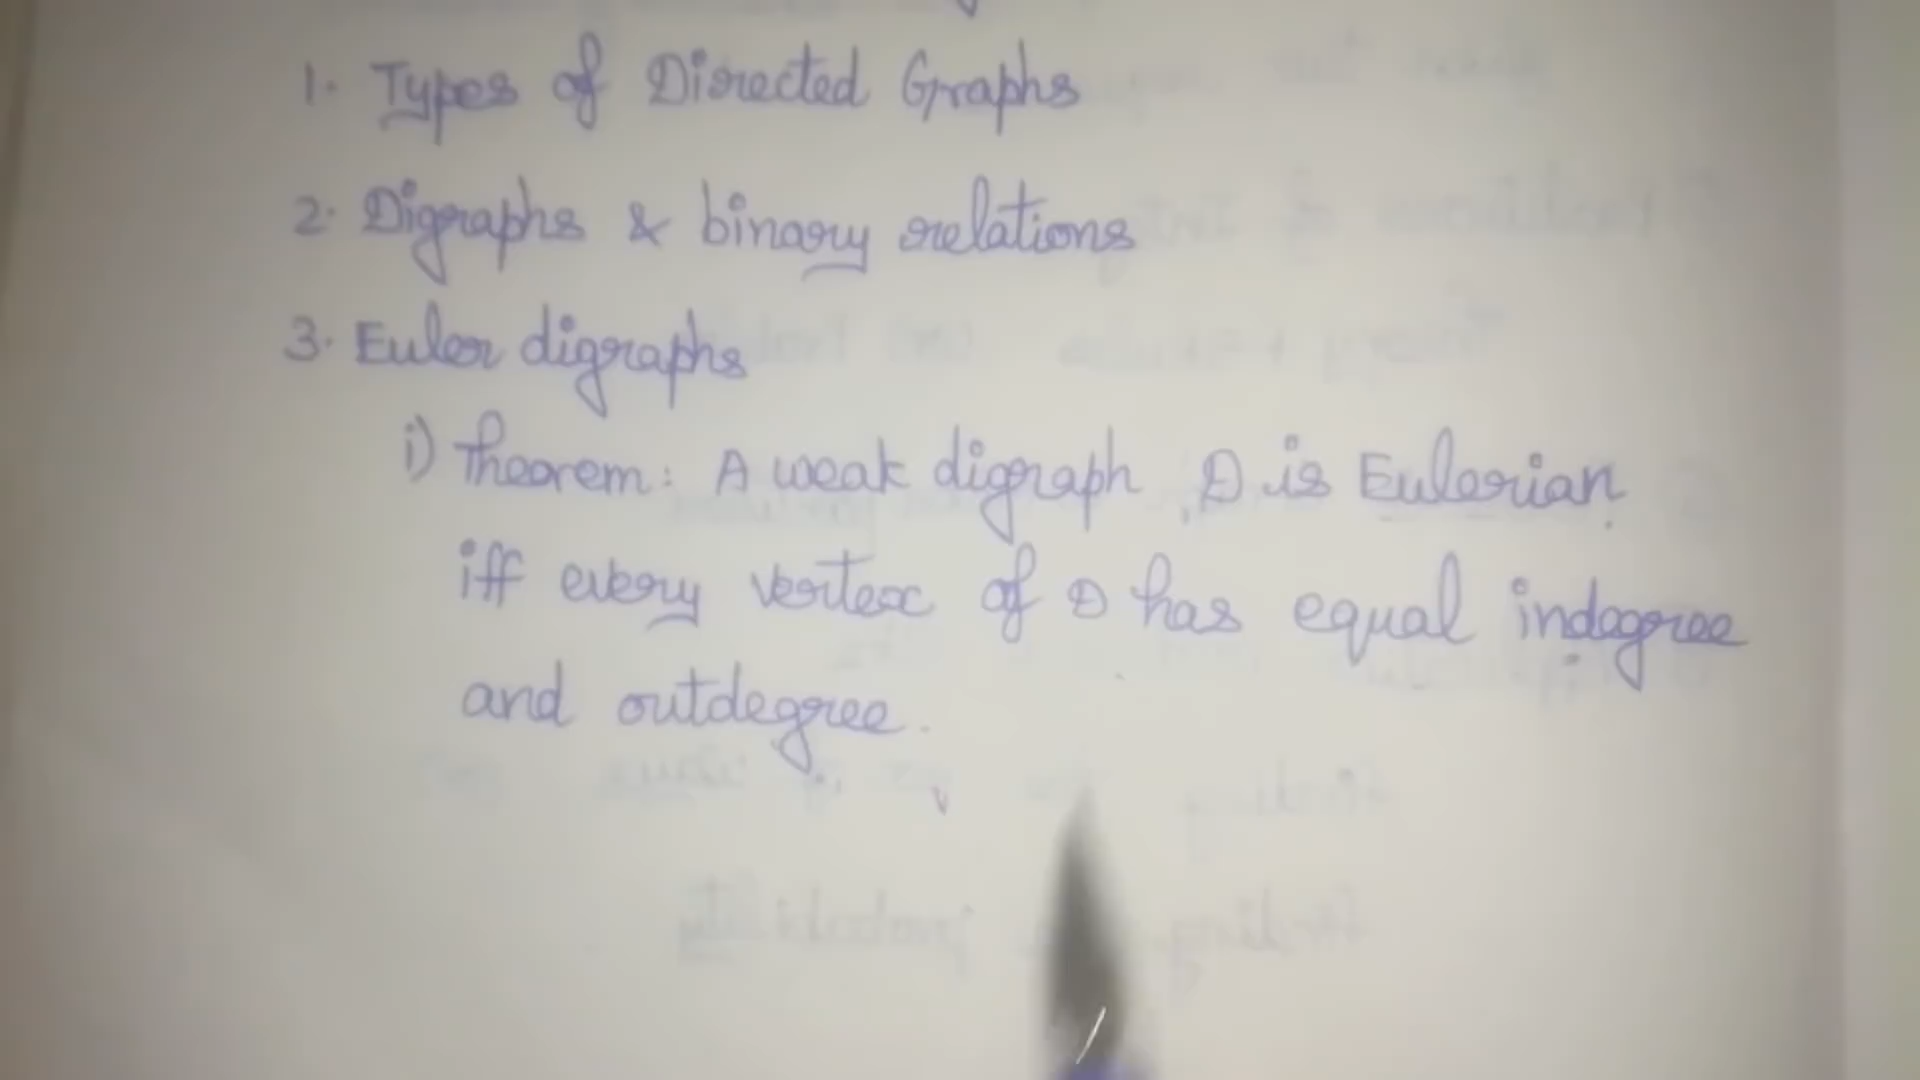 1. Types of Directed Graphs
2. Digraphs & binary relations
3. Euler digraphs
i) Theorem: A weak digraph D is Eulerian
iff every vertex of D has equal indegree
and outdegree.